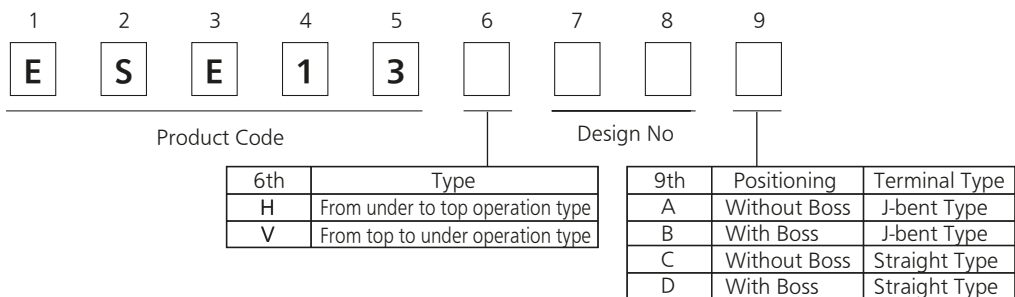 1 2 3 4 5 6 7 8 9
E S E 1 3
Product Code Design No
6th Type
H From under to top operation type
V From top to under operation type
9th Positioning Terminal Type
A Without Boss J-bent Type
B With Boss J-bent Type
C Without Boss Straight Type
D With Boss Straight Type